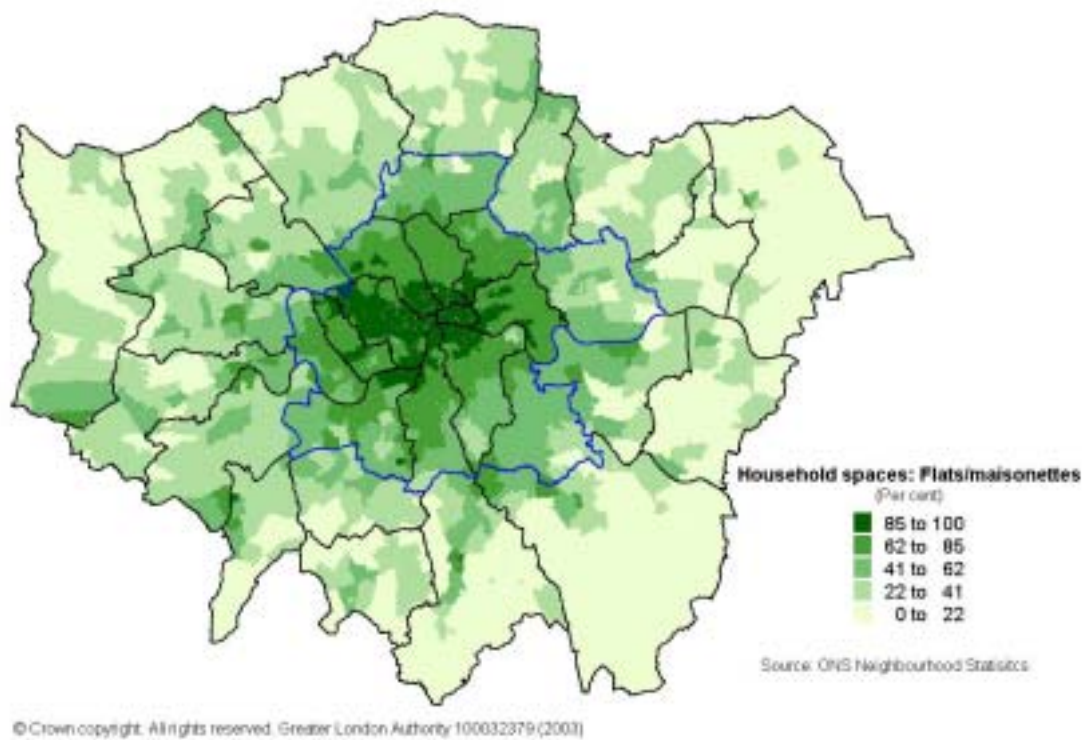 Household spaces: Flats/maisonettes
(Per cent)
85 to 100
62 to 85
41 to 62
22 to 41
0 to 22
Source: ONS Neighbourhood Statisitcs
© Crown copyright. All rights reserved. Greater London Authority 100032379 (2003)